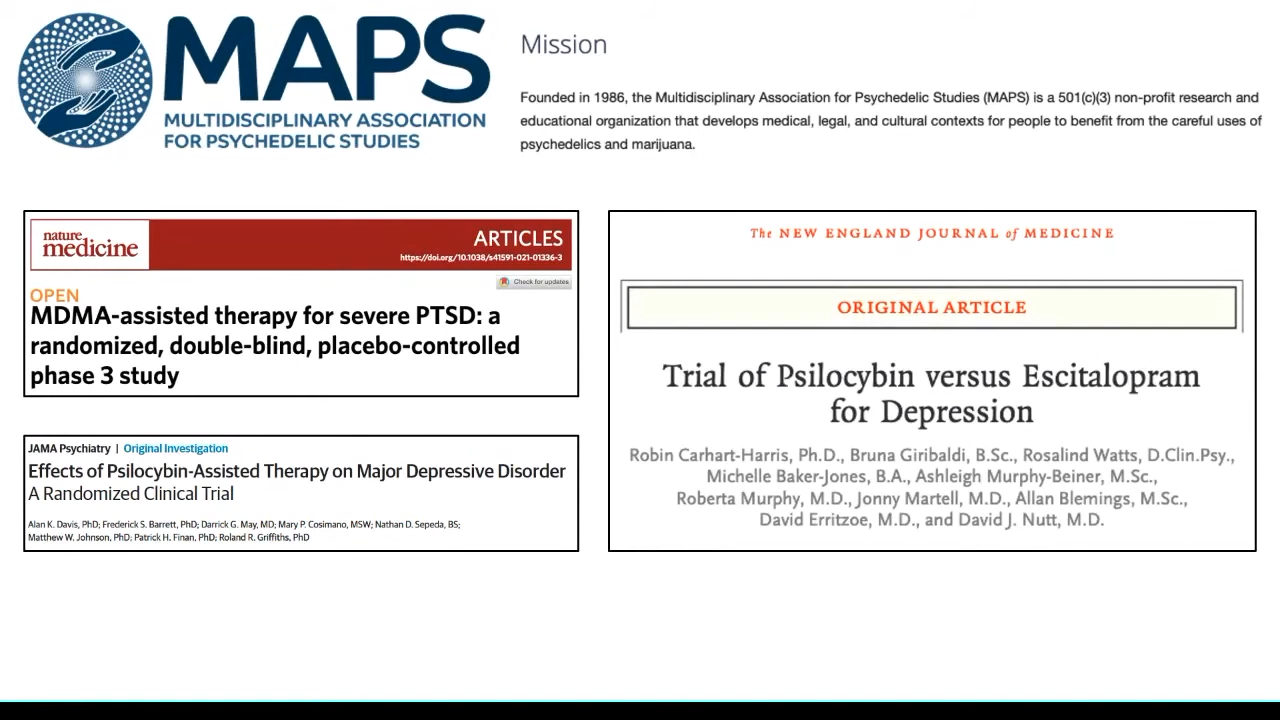 MAPS
MULTIDISCIPLINARY ASSOCIATION
FOR PSYCHEDELIC STUDIES
Mission
Founded in 1986, the Multidisciplinary Association for Psychedelic Studies (MAPS) is a 501(c)(3) non-profit research and
educational organization that develops medical, legal, and cultural contexts for people to benefit from the careful uses of
psychedelics and marijuana.
nature
medicine
ARTICLES
https://doi.org/10.1038/s41591-021-01336-3
Check for updates
OPEN
MDMA-assisted therapy for severe PTSD: a
randomized, double-blind, placebo-controlled
phase 3 study
JAMA Psychiatry | Original Investigation
Effects of Psilocybin-Assisted Therapy on Major Depressive Disorder
A Randomized Clinical Trial
Alan K. Davis, PhD; Frederick S. Barrett, PhD; Darrick G. May, MD; Mary P. Cosimano, MSW; Nathan D. Sepeda, BS;
Matthew W. Johnson, PhD; Patrick H. Finan, PhD; Roland R. Griffiths, PhD
The NEW ENGLAND JOURNAL of MEDICINE
ORIGINAL ARTICLE
Trial of Psilocybin versus Escitalopram
for Depression
Robin Carhart-Harris, Ph.D., Bruna Giribaldi, B.Sc., Rosalind Watts, D.Clin.Psy.,
Michelle Baker-Jones, B.A., Ashleigh Murphy-Beiner, M.Sc.,
Roberta Murphy, M.D., Jonny Martell, M.D., Allan Blemings, M.Sc.,
David Erritzoe, M.D., and David J. Nutt, M.D.